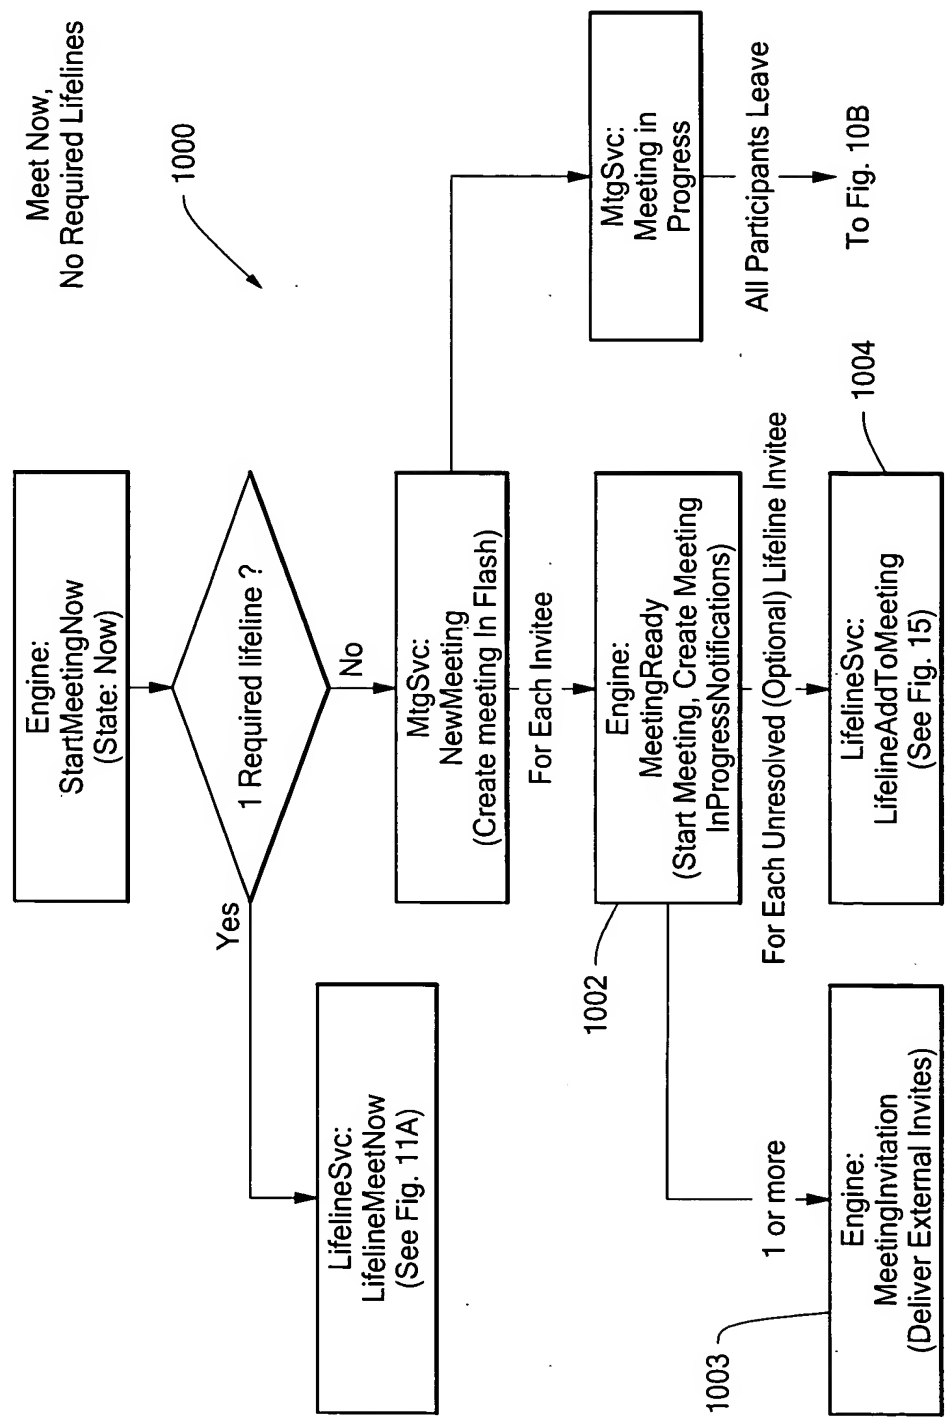 Meet Now,
No Required Lifelines
1000
Engine:
StartMeetingNow
(State: Now)
1 Required lifeline ?
Yes
No
LifelineSvc:
LifelineMeetNow
(See Fig. 11A)
MtgSvc:
NewMeeting
(Create meeting In Flash)
MtgSvc:
Meeting in
Progress
All Participants Leave
To Fig. 10B
For Each Invitee
1002
Engine:
MeetingReady
(Start Meeting, Create Meeting
InProgressNotifications)
1 or more
For Each Unresolved (Optional) Lifeline Invitee
1003
Engine:
MeetingInvitation
(Deliver External Invites)
LifelineSvc:
LifelineAddToMeeting
(See Fig. 15)
1004